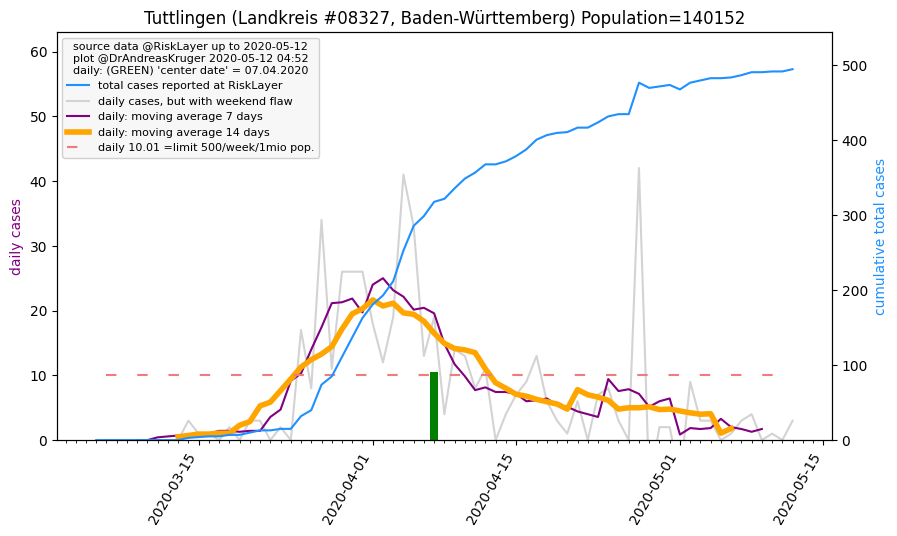 Tuttlingen (Landkreis #08327, Baden-Württemberg) Population=140152
source data @RiskLayer up to 2020-05-12
plot @DrAndreasKruger 2020-05-12 04:52
daily: (GREEN) 'center date' = 07.04.2020
total cases reported at RiskLayer
daily cases, but with weekend flaw
daily: moving average 7 days
daily: moving average 14 days
daily 10.01 =limit 500/week/1mio pop.
daily cases
60
50
40
30
20
10
0
cumulative total cases
500
400
300
200
100
0
2020-03-15
2020-04-01
2020-04-15
2020-05-01
2020-05-15